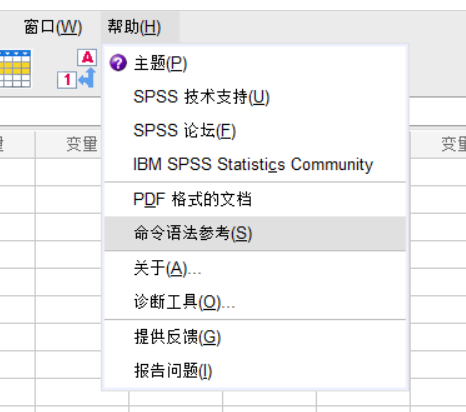 窗口(W) 帮助(H)
A
1
主题(P)
SPSS 技术支持(U)
SPSS 论坛(F)
IBM SPSS Statistics Community
变量 变量
PDF 格式的文档
命令语法参考(S)
关于(A)...
诊断工具(O)...
提供反馈(G)
报告问题(I)